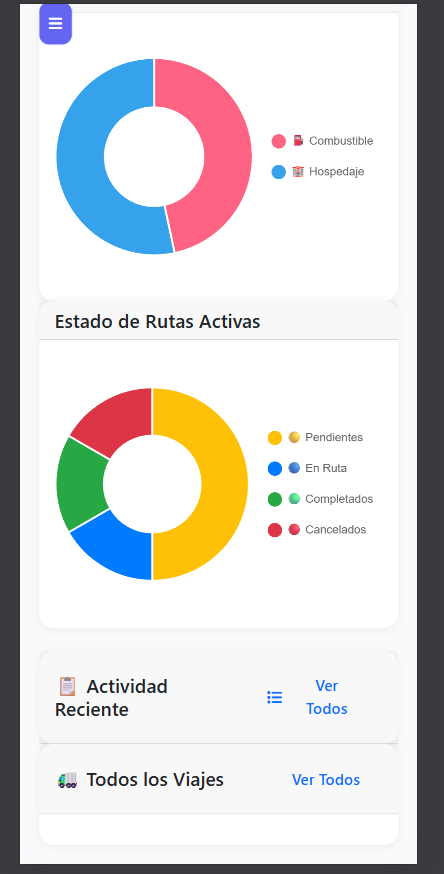 Combustible
Hospedaje
Estado de Rutas Activas
Pendientes
En Ruta
Completados
Cancelados
Actividad
Reciente
Ver
Todos
Todos los Viajes
Ver Todos